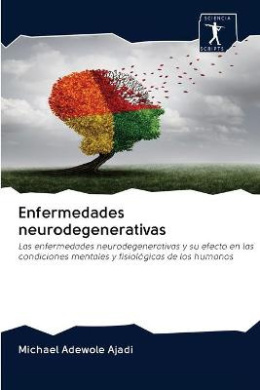 SCIENCIA
SCRIPTS
Enfermedades
neurodegenerativas
Las enfermedades neurodegenerativas y su efecto en las
condiciones mentales y fisiológicas de los humanos
Michael Adewole Ajadi